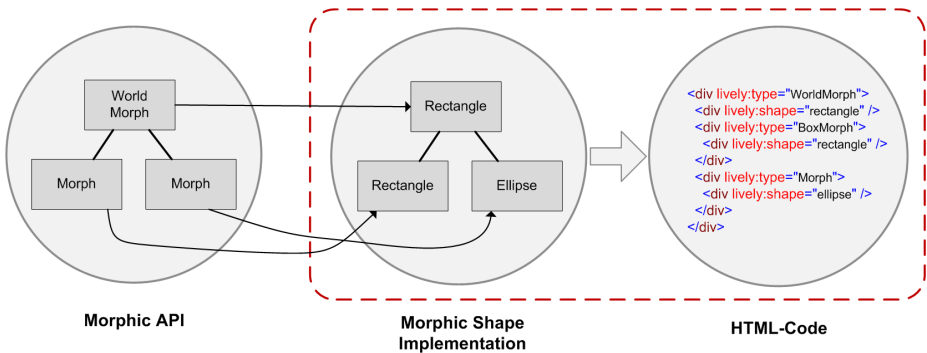 World
Morph
Morph
Morph
Rectangle
Rectangle
Ellipse
<div lively:type="WorldMorph">
<div lively:shape="rectangle" />
<div lively:type="BoxMorph">
<div lively:shape="rectangle" />
</div>
<div lively:type="Morph">
<div lively:shape="ellipse" />
</div>
</div>
Morphic API
Morphic Shape
Implementation
HTML-Code